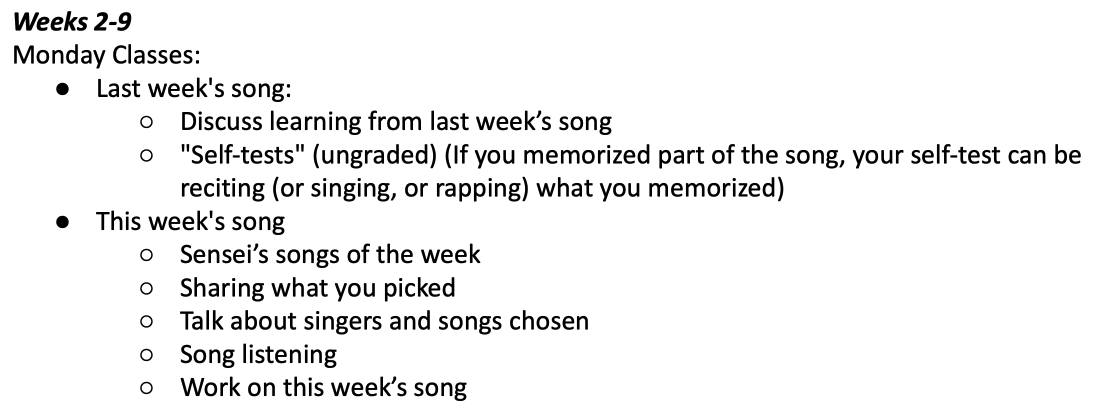 Weeks 2-9
Monday Classes:
● Last week's song:
○ Discuss learning from last week’s song
○ "Self-tests" (ungraded) (If you memorized part of the song, your self-test can be
reciting (or singing, or rapping) what you memorized)
● This week's song
○ Sensei’s songs of the week
○ Sharing what you picked
○ Talk about singers and songs chosen
○ Song listening
○ Work on this week’s song